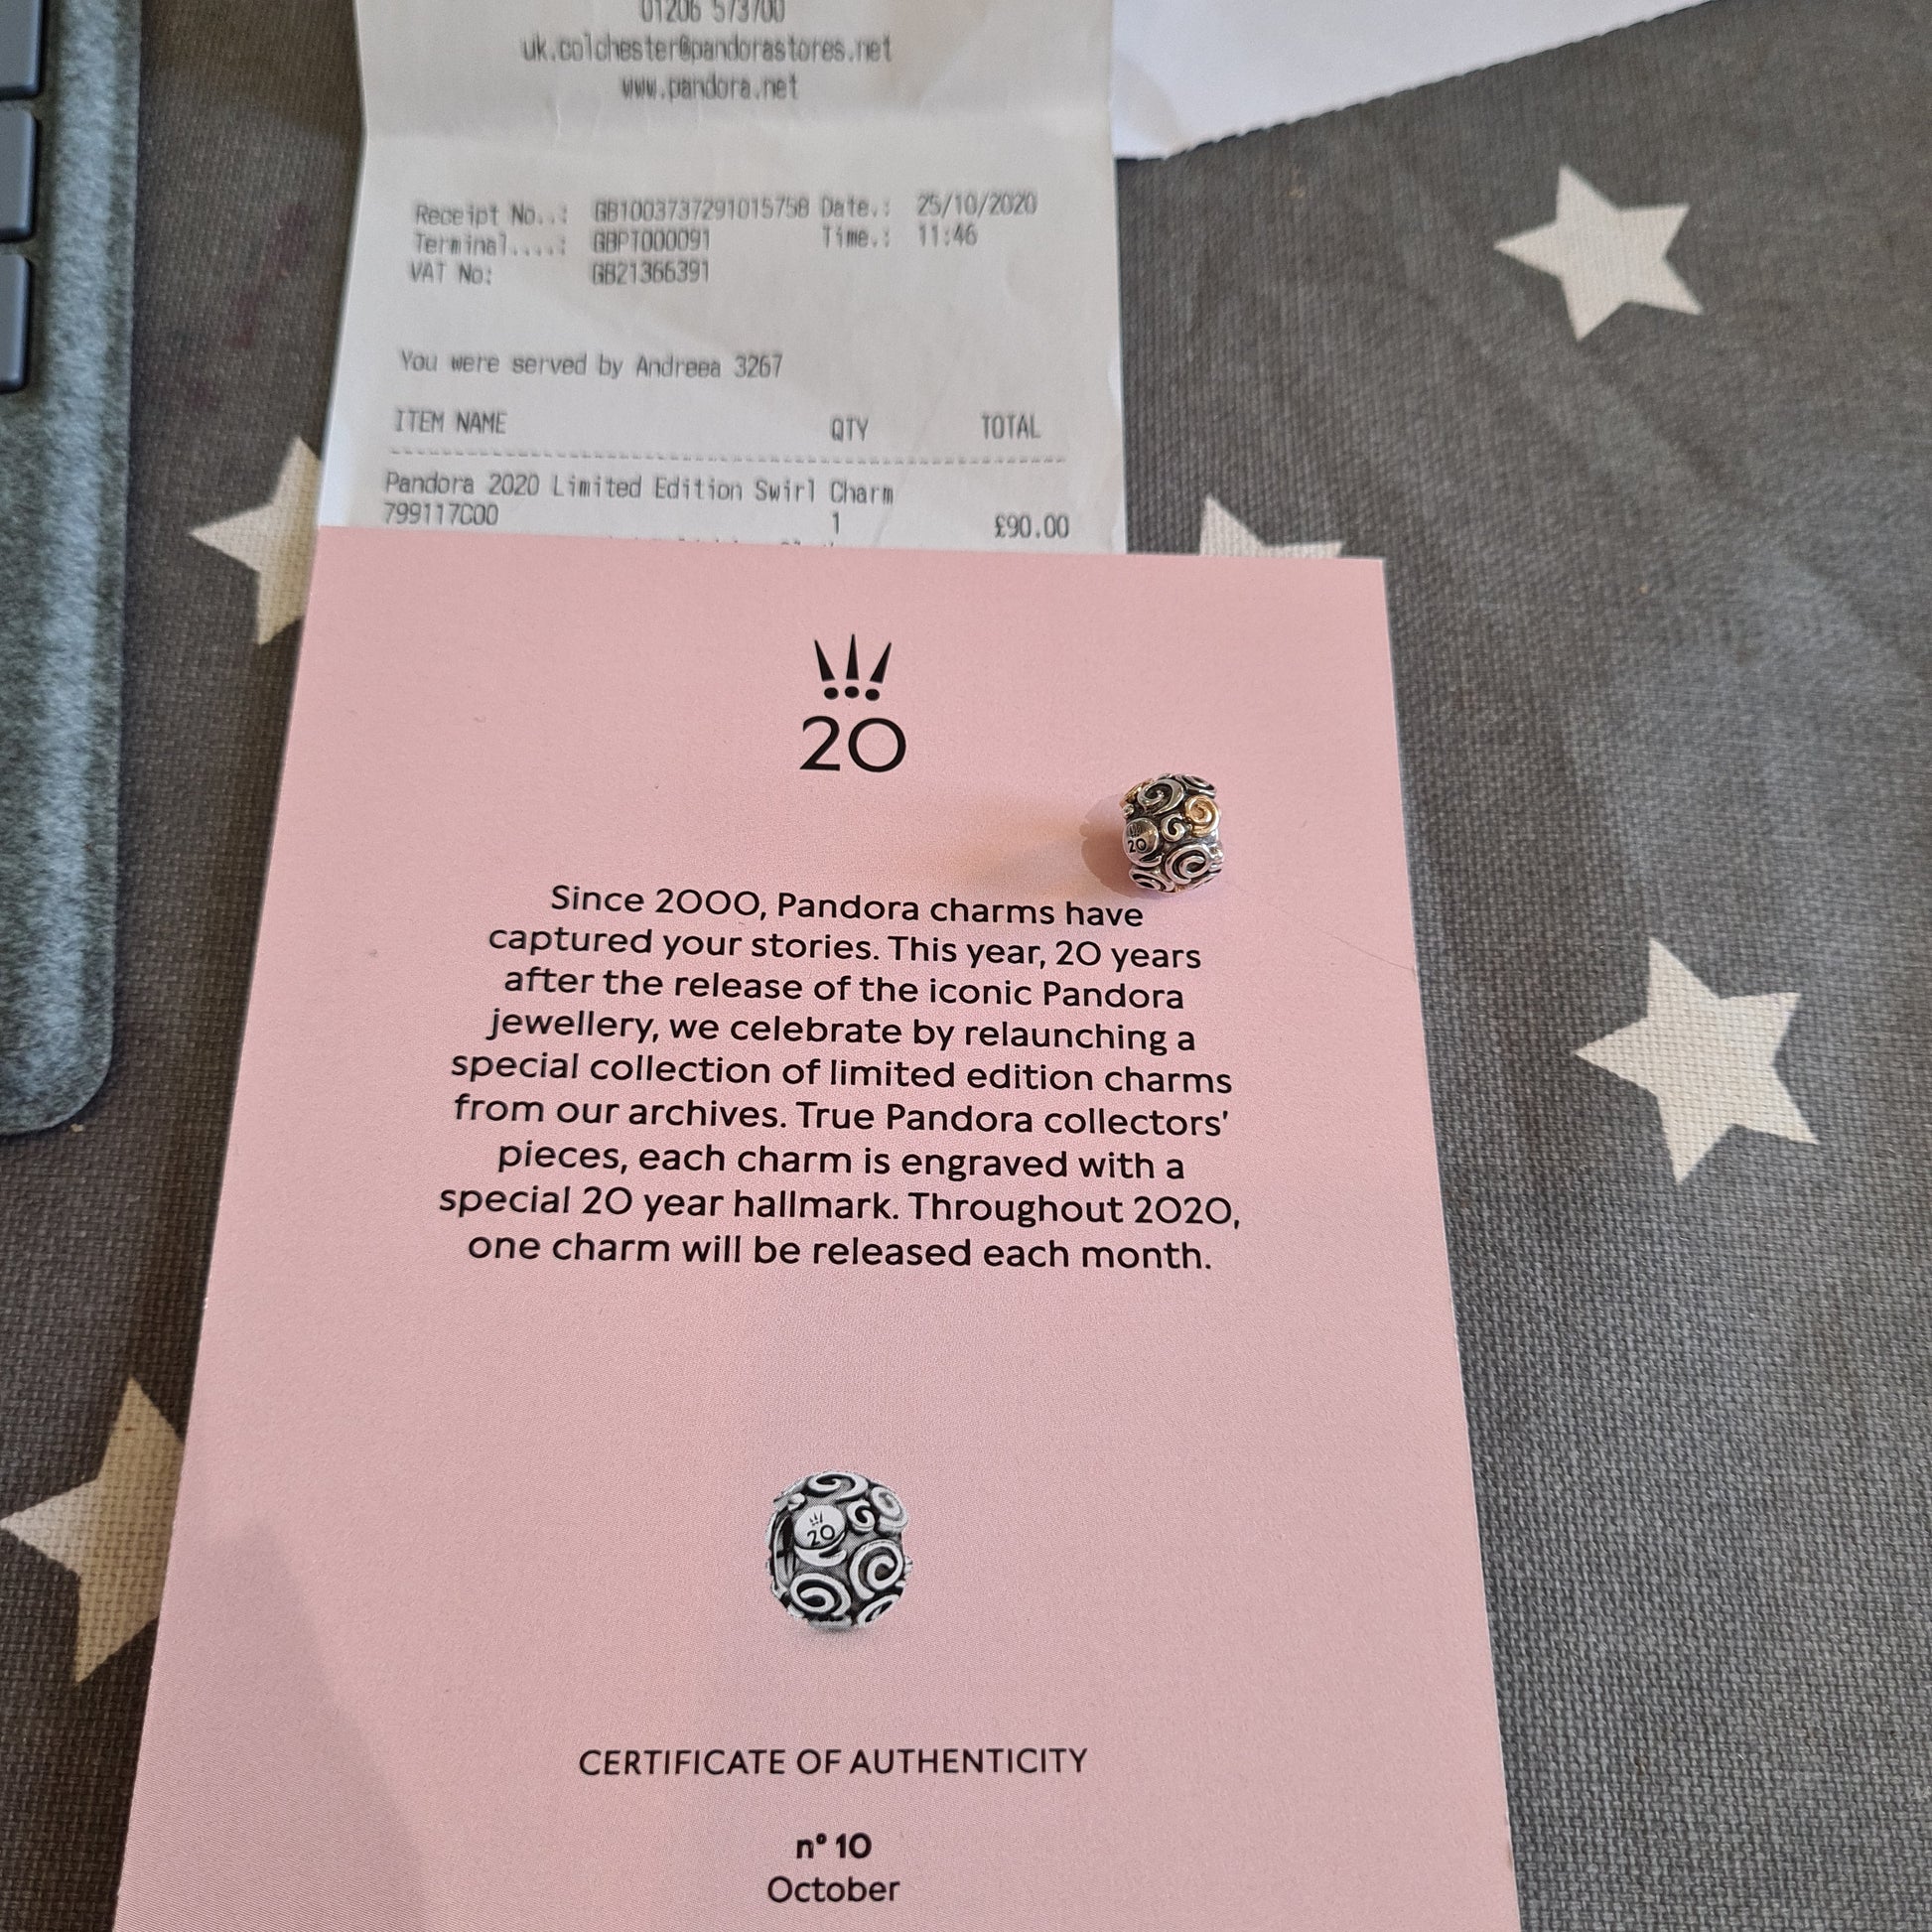 01206 573700
uk.colchester@pandorastores.net
www.pandora.net
Receipt No..: GB1003737291015758 Date.: 25/10/2020
Terminal....: GBPT000091 Time.: 11:46
VAT No: GB21366391
You were served by Andreea 3267
ITEM NAME QTY TOTAL
Pandora 2020 Limited Edition Swirl Charm
799117C00 1 £90.00
20
20
Since 2000, Pandora charms have
captured your stories. This year, 20 years
after the release of the iconic Pandora
jewellery, we celebrate by relaunching a
special collection of limited edition charms
from our archives. True Pandora collectors'
pieces, each charm is engraved with a
special 20 year hallmark. Throughout 2020,
one charm will be released each month.
20
CERTIFICATE OF AUTHENTICITY
n° 10
October